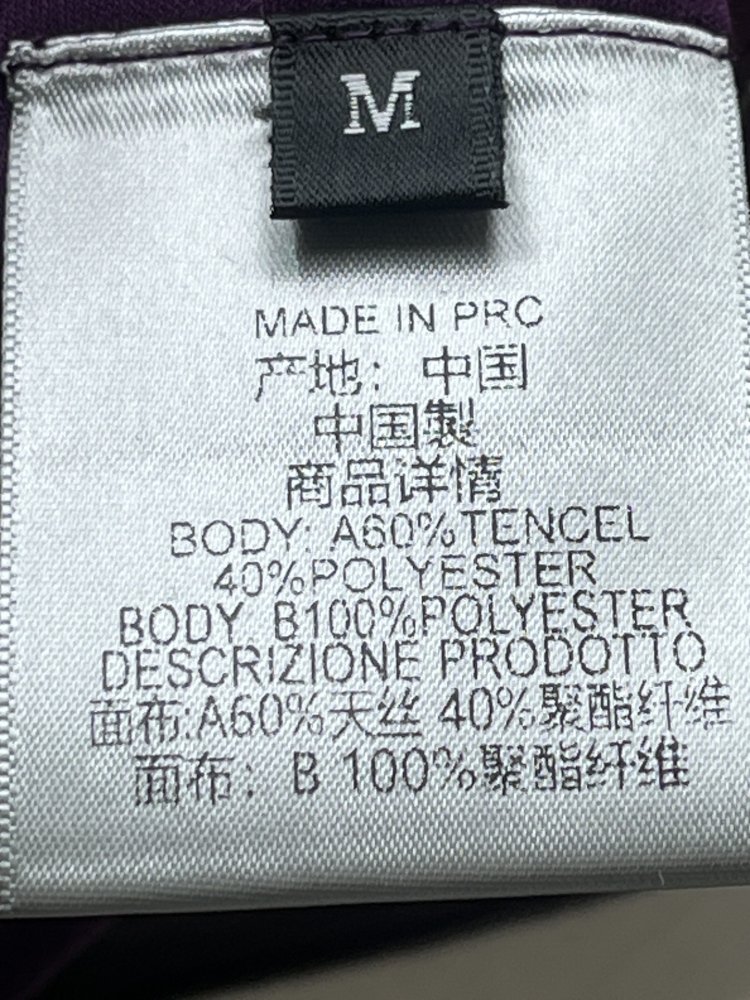 M
MADE IN PRC
产地：中国
中国製
商品详情
BODY: A60%TENCEL
40%POLYESTER
BODY B100%POLYESTER
DESCRIZIONE PRODOTTO
面布:A60%天丝 40%聚酯纤维
面布：B 100%聚酯纤维